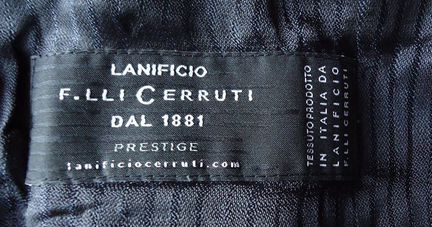 LANIFICIO
F.LLI CERRUTI
DAL 1881
PRESTIGE
lanificiocerruti.com
TESSUTO PRODOTTO
IN ITALIA DA
LANIFICIO
F.LLI CERRUTI